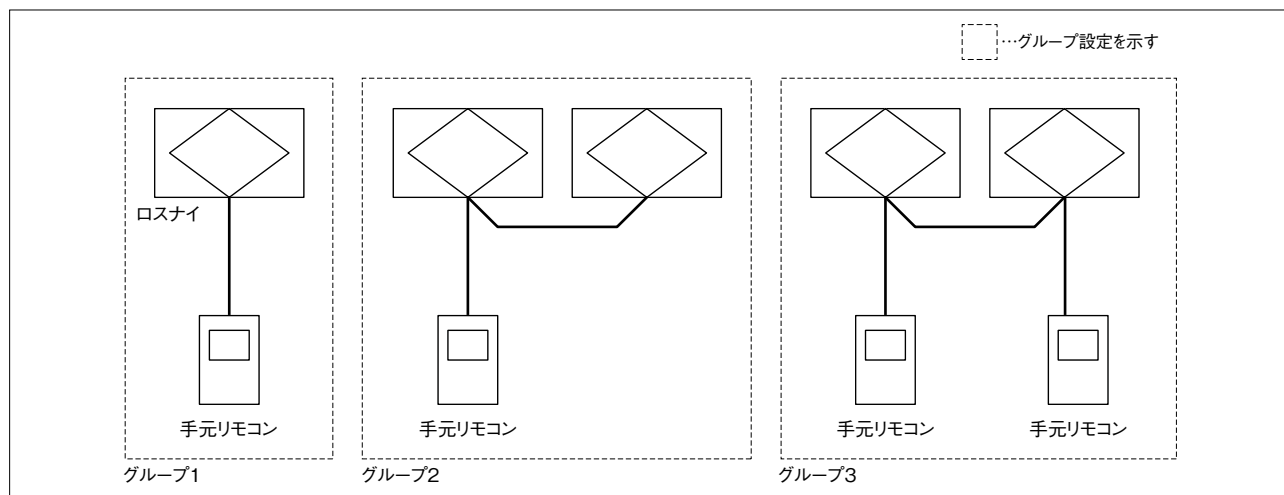 …グループ設定を示す
ロスナイ
手元リモコン
手元リモコン
手元リモコン
手元リモコン
グループ1
グループ2
グループ3